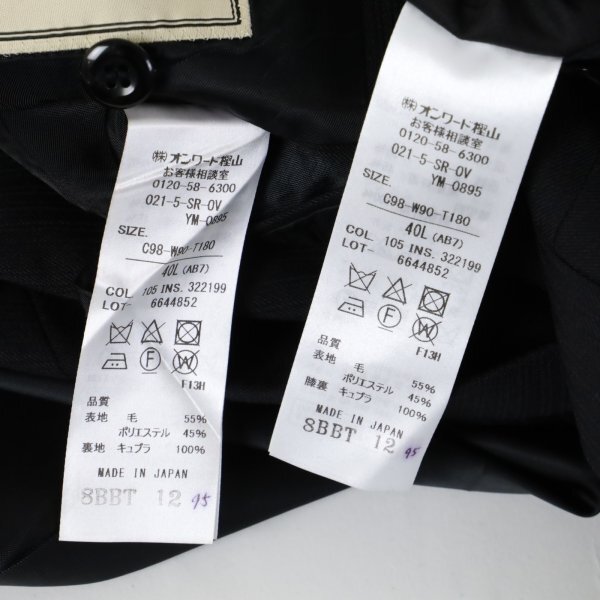 ㈱オンワード樫山
お客様相談室
0120-58-6300
021-5-SR-OV
YM-0895
SIZE.
C98-W90-T180
40L(AB7)
COL 105 INS. 322199
LOT- 6644852
F
W
F13H
品質
表地 毛 55%
ポリエステル 45%
裏地 キュプラ 100%
MADE IN JAPAN
8BBT 12 95
㈱オンワード樫山
お客様相談室
0120-58-6300
021-5-SR-OV
YM-0895
SIZE.
C98-W90-T180
40L(AB7)
COL 105 INS. 322199
LOT- 6644852
F
W
F13H
品質
表地 毛 55%
ポリエステル 45%
膝裏 キュプラ 100%
MADE IN JAPAN
8BBT 12 95